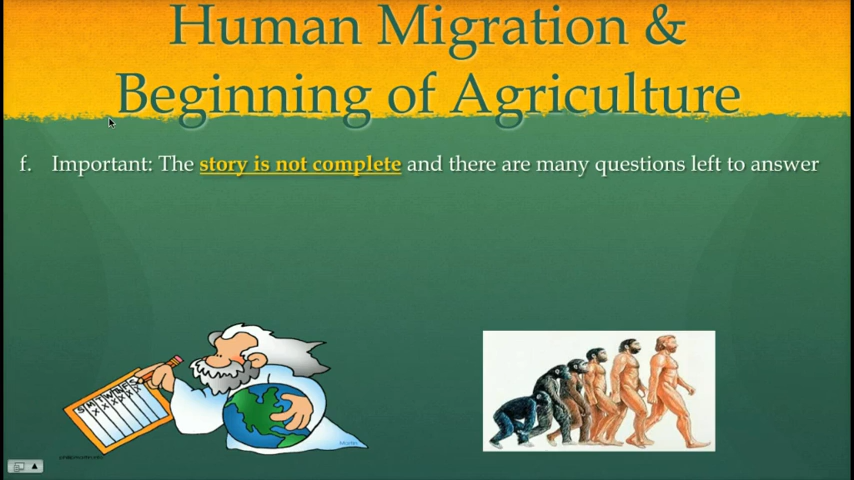 Human Migration &
Beginning of Agriculture
f. Important: The story is not complete and there are many questions left to answer
S M T W T F S